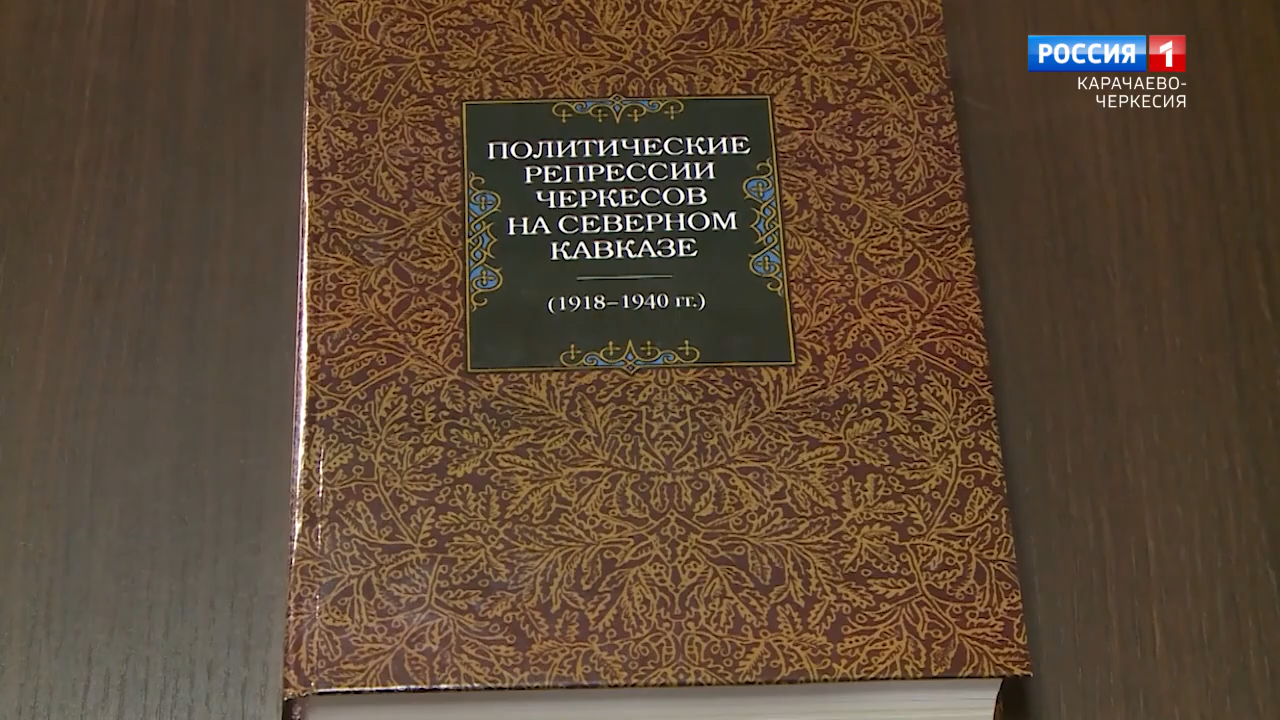 ПОЛИТИЧЕСКИЕ
РЕПРЕССИИ
ЧЕРКЕСОВ
НА СЕВЕРНОМ
КАВКАЗЕ
(1918–1940 гг.)
РОССИЯ 1
КАРАЧАЕВО-
ЧЕРКЕСИЯ